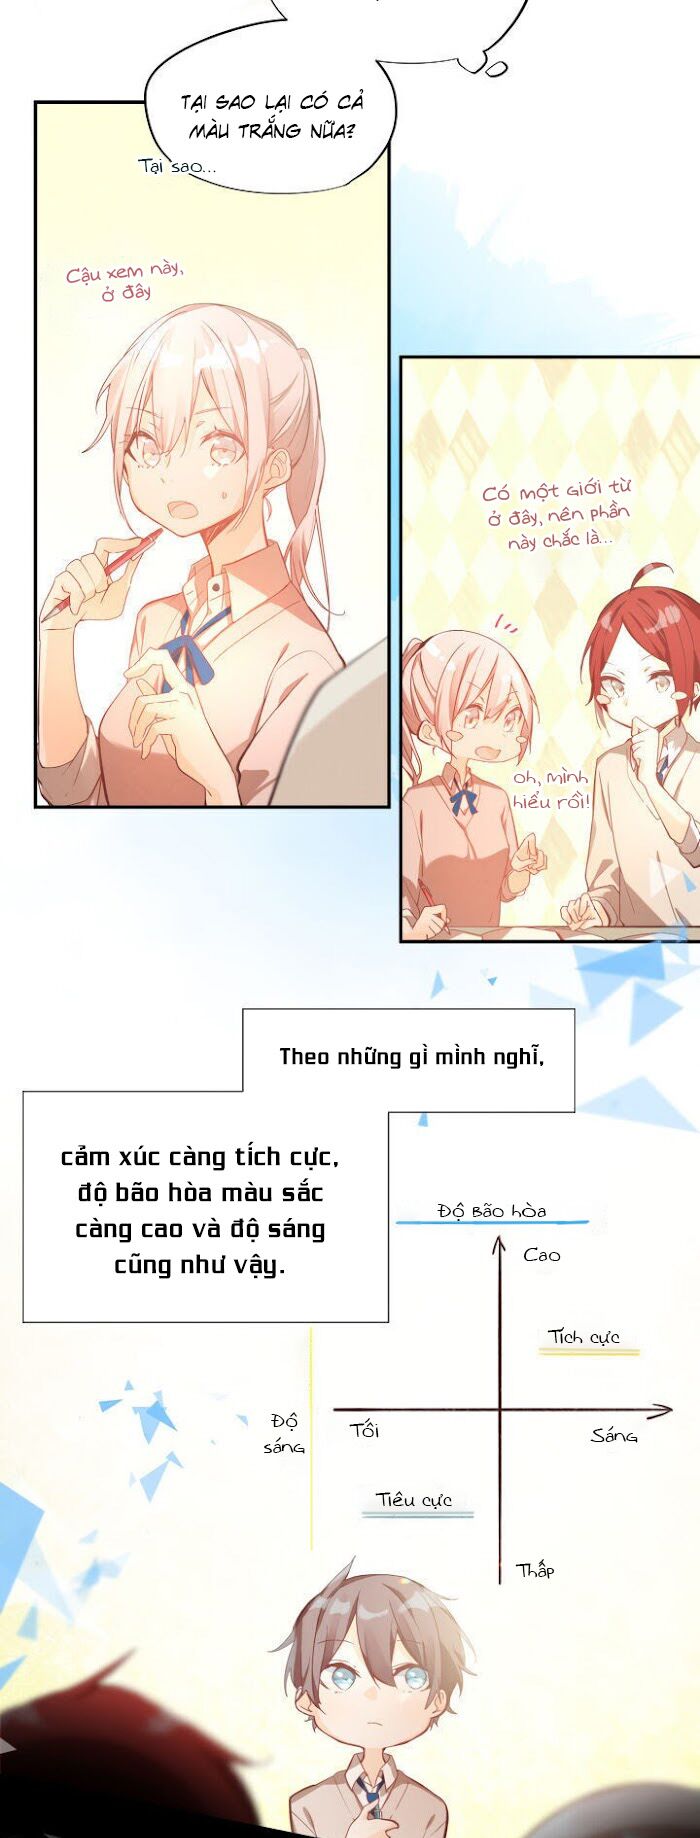 TẠI SAO LẠI CÓ CẢ
MÀU TRẮNG NỮA?
Tại sao...
Cậu xem này,
ở đây
Có một giới từ
ở đây, nên phần
này chắc là...
oh, mình
hiểu rồi!
Theo những gì mình nghĩ,
cảm xúc càng tích cực,
độ bão hòa màu sắc
càng cao và độ sáng
cũng như vậy.
Độ bão hòa
Cao
Tích cực
Độ
sáng
Tối
Sáng
Tiêu cực
Thấp